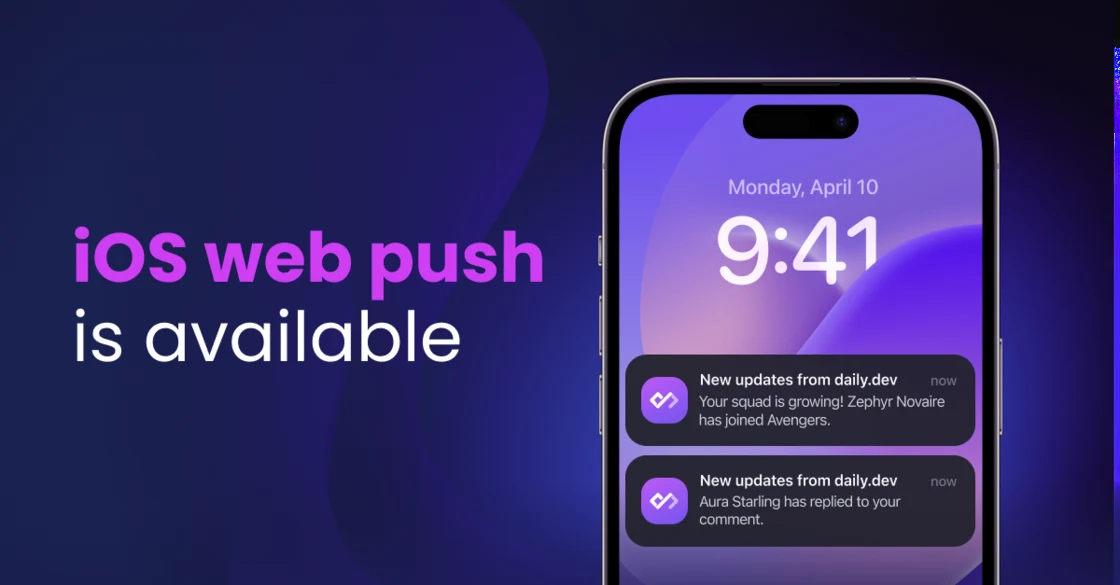 iOS web push
is available
Monday, April 10
9:41
New updates from daily.dev now
Your squad is growing! Zephyr Novaire
has joined Avengers.
New updates from daily.dev now
Aura Starling has replied to your
comment.